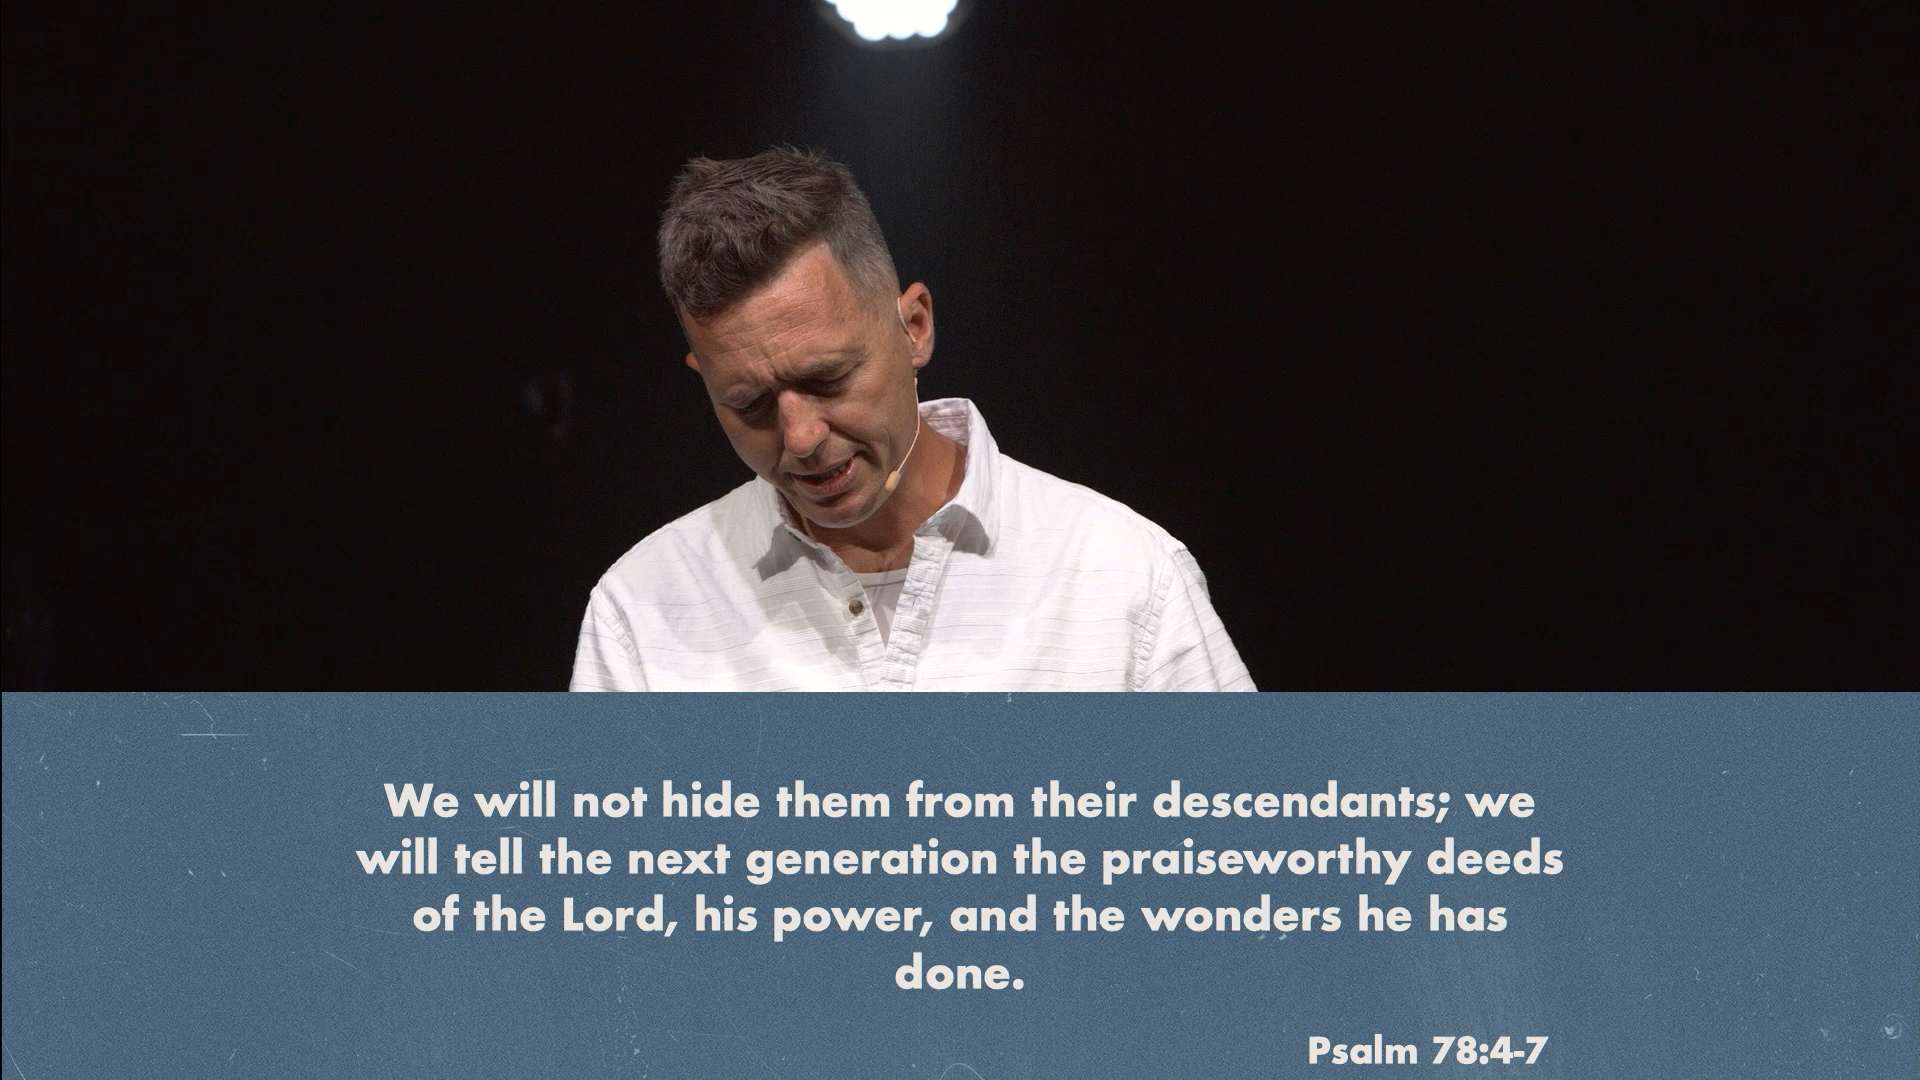 We will not hide them from their descendants; we
will tell the next generation the praiseworthy deeds
of the Lord, his power, and the wonders he has
done.
Psalm 78:4-7